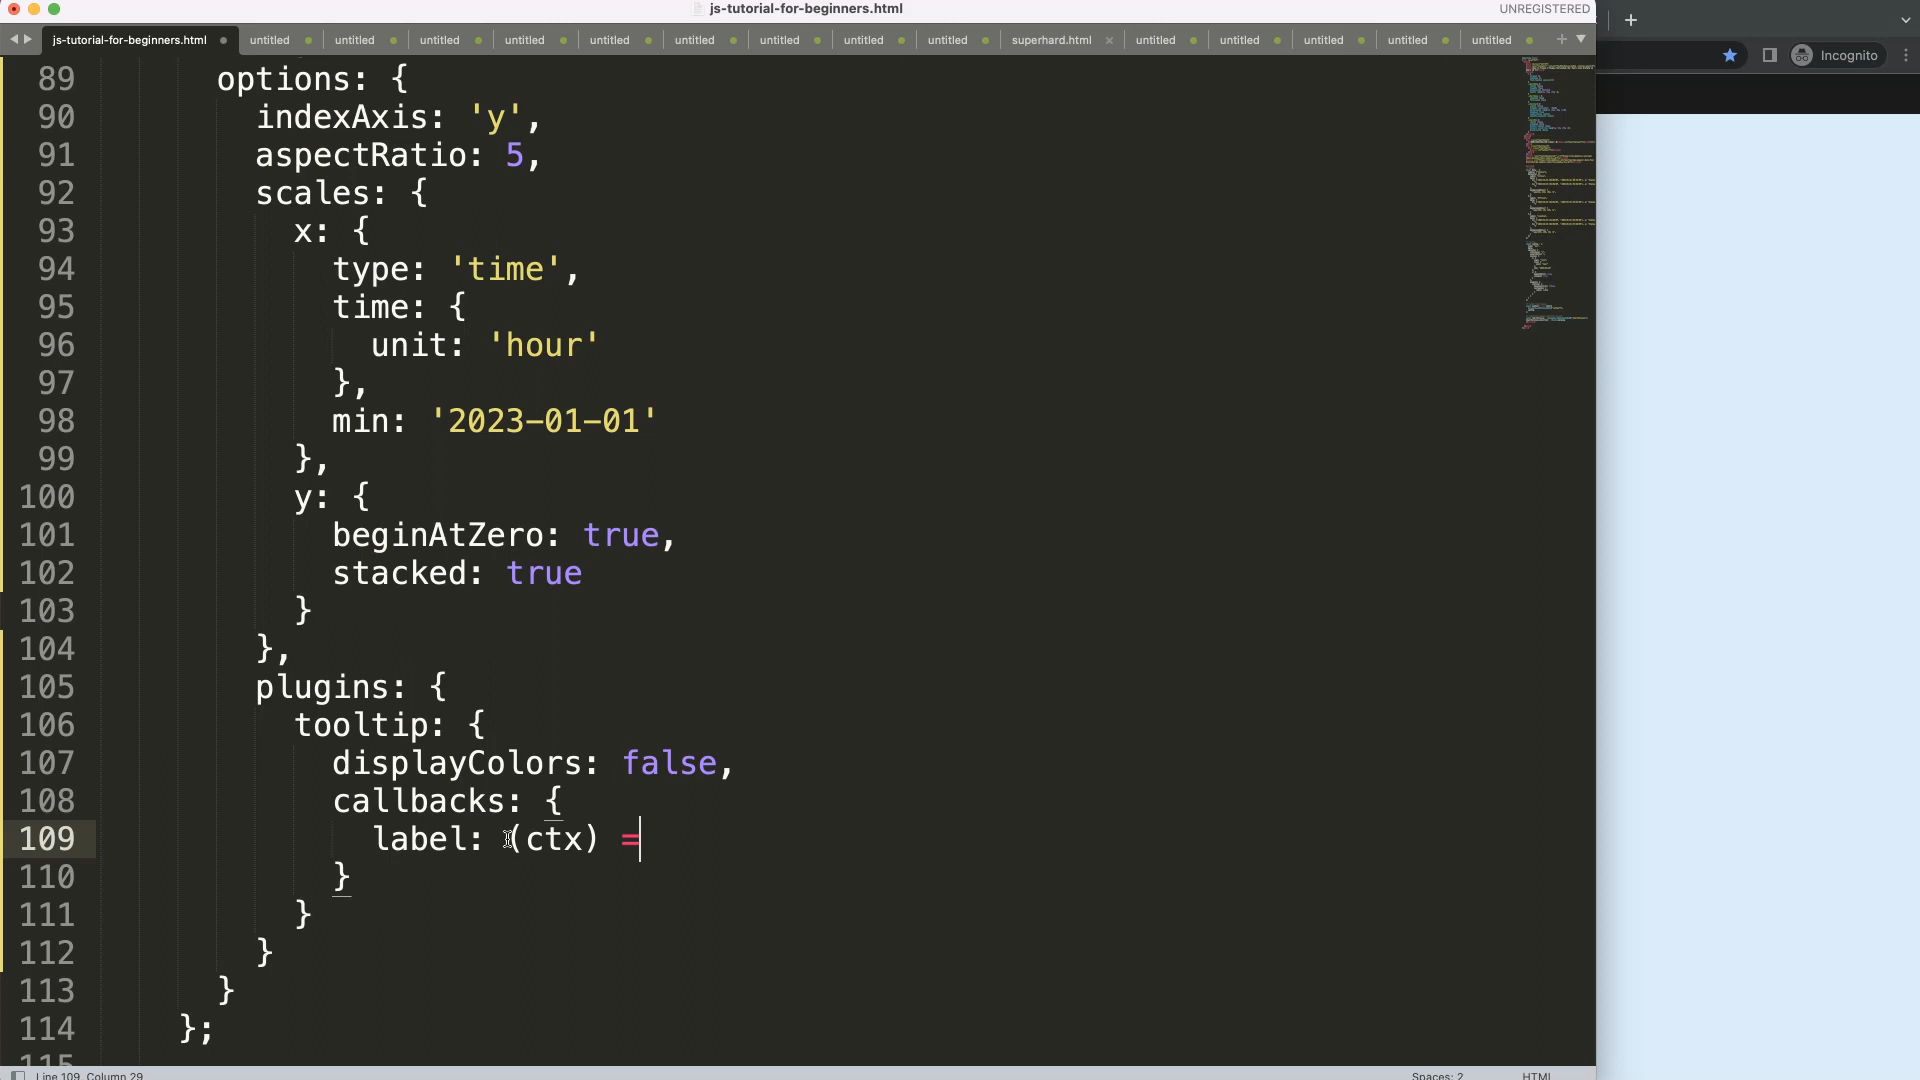 js-tutorial-for-beginners.html
UNREGISTERED
js-tutorial-for-beginners.html untitled untitled untitled untitled untitled untitled untitled untitled untitled superhard.html untitled untitled untitled untitled untitled
Incognito
89 options: {
90 indexAxis: 'y',
91 aspectRatio: 5,
92 scales: {
93 x: {
94 type: 'time',
95 time: {
96 unit: 'hour'
97 },
98 min: '2023-01-01'
99 },
100 y: {
101 beginAtZero: true,
102 stacked: true
103 }
104 },
105 plugins: {
106 tooltip: {
107 displayColors: false,
108 callbacks: {
109 label: (ctx) =
110 }
111 }
112 }
113 }
114 };
115
Line 109, Column 29 Spaces: 2 HTML